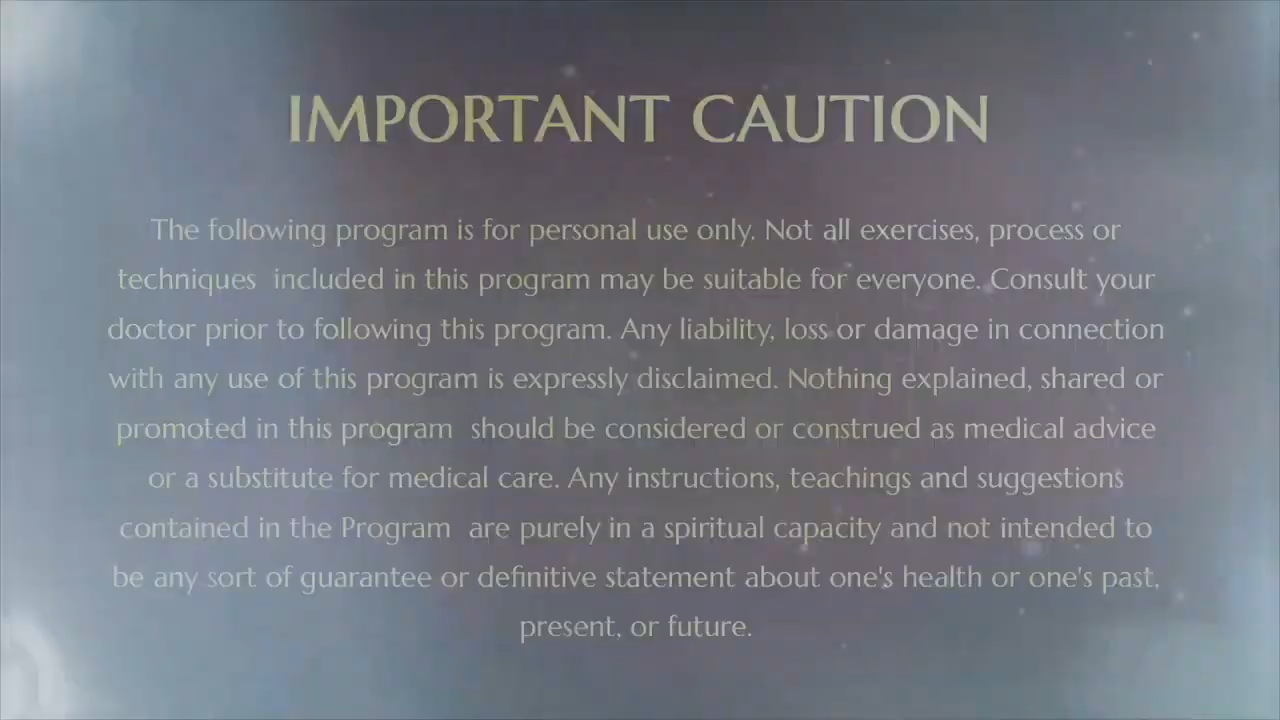 IMPORTANT CAUTION
The following program is for personal use only. Not all exercises, process or
techniques  included in this program may be suitable for everyone. Consult your
doctor prior to following this program. Any liability, loss or damage in connection
with any use of this program is expressly disclaimed. Nothing explained, shared or
promoted in this program  should be considered or construed as medical advice
or a substitute for medical care. Any instructions, teachings and suggestions
contained in the Program  are purely in a spiritual capacity and not intended to
be any sort of guarantee or definitive statement about one's health or one's past,
present, or future.